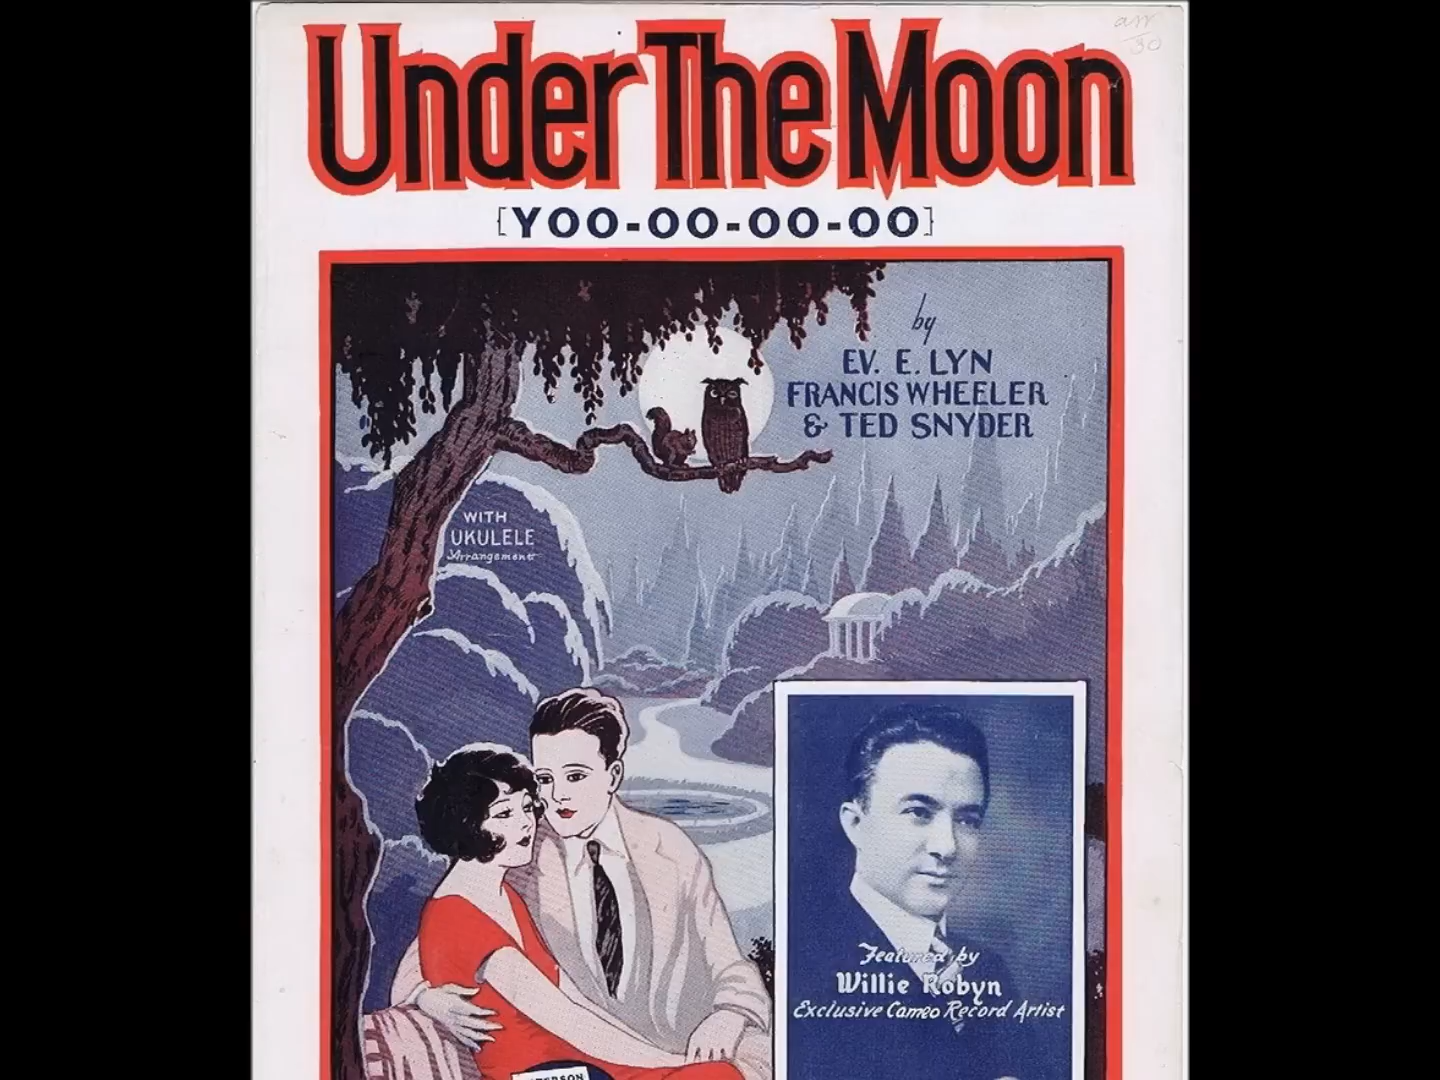 Under The Moon
[YOO-OO-OO-OO]
by
EV. E. LYN
FRANCIS WHEELER
& TED SNYDER
WITH
UKULELE
Arrangement
Featured by
Willie Robyn
Exclusive Cameo Record Artist